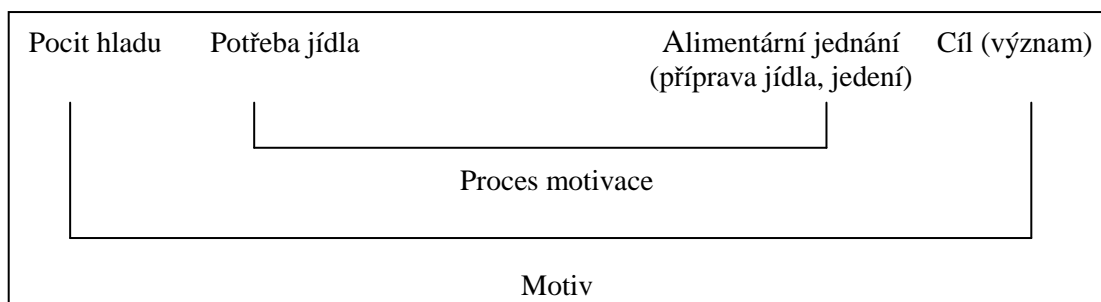 Pocit hladu Potřeba jídla Alimentární jednání Cíl (význam)
(příprava jídla, jedení)
Proces motivace
Motiv